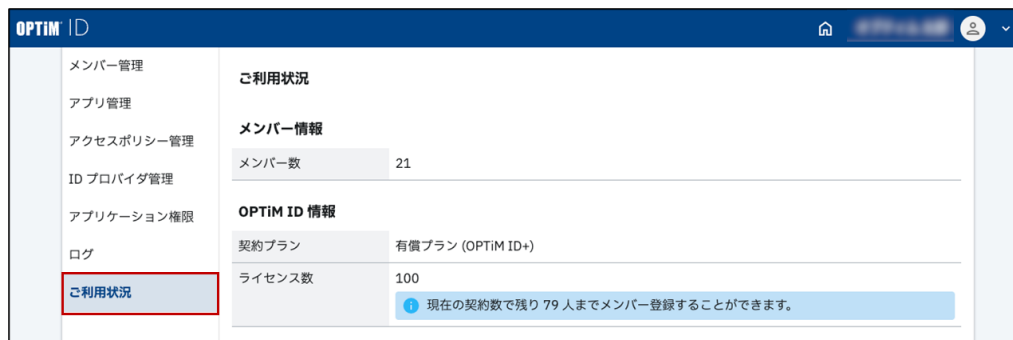 OPTiM ID
メンバー管理
アプリ管理
アクセスポリシー管理
ID プロバイダ管理
アプリケーション権限
ログ
ご利用状況
ご利用状況
メンバー情報
メンバー数 21
OPTiM ID 情報
契約プラン 有償プラン (OPTiM ID+)
ライセンス数 100
現在の契約数で残り 79 人までメンバー登録することができます。